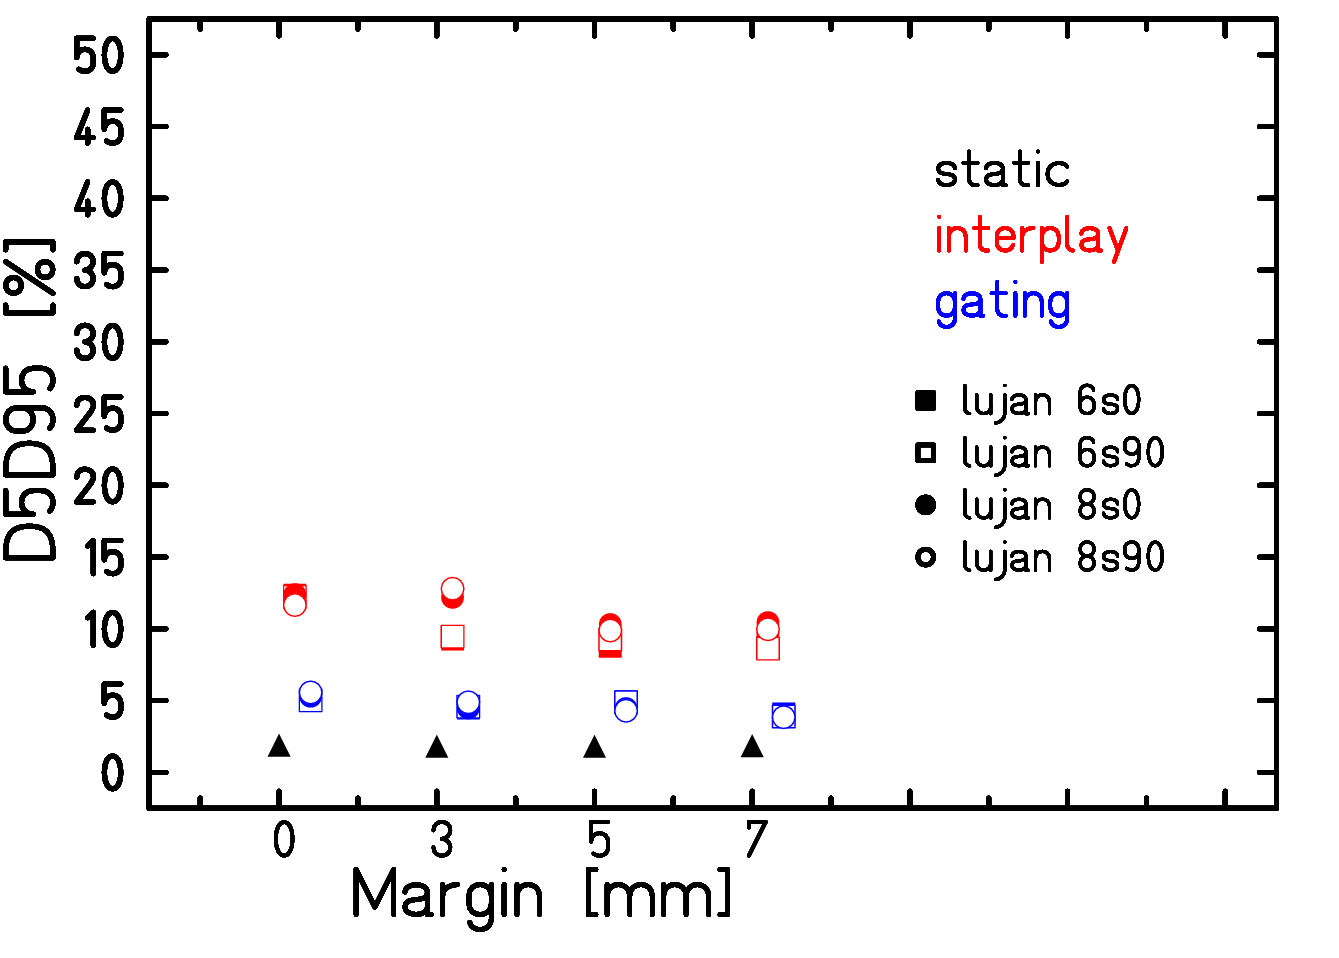 50
45
40
35
30
25
20
15
10
5
0
D5D95 [%]
static
interplay
gating
lujan 6s0
lujan 6s90
lujan 8s0
lujan 8s90
0 3 5 7
Margin [mm]